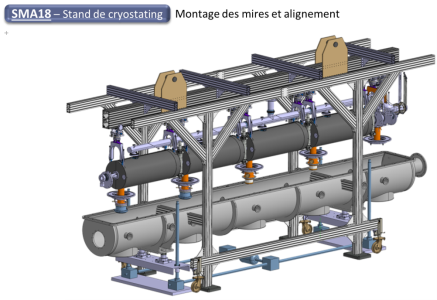 SMA18 – Stand de cryostating Montage des mires et alignement